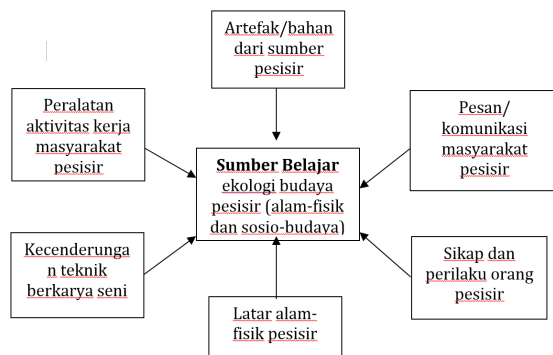 Artefak/bahan
dari sumber
pesisir
Peralatan
aktivitas kerja
masyarakat
pesisir
Pesan/
komunikasi
masyarakat
pesisir
Sumber Belajar
ekologi budaya
pesisir (alam-fisik
dan sosio-budaya)
Kecenderunga
n teknik
berkarya seni
Sikap dan
perilaku orang
pesisir
Latar alam-
fisik pesisir